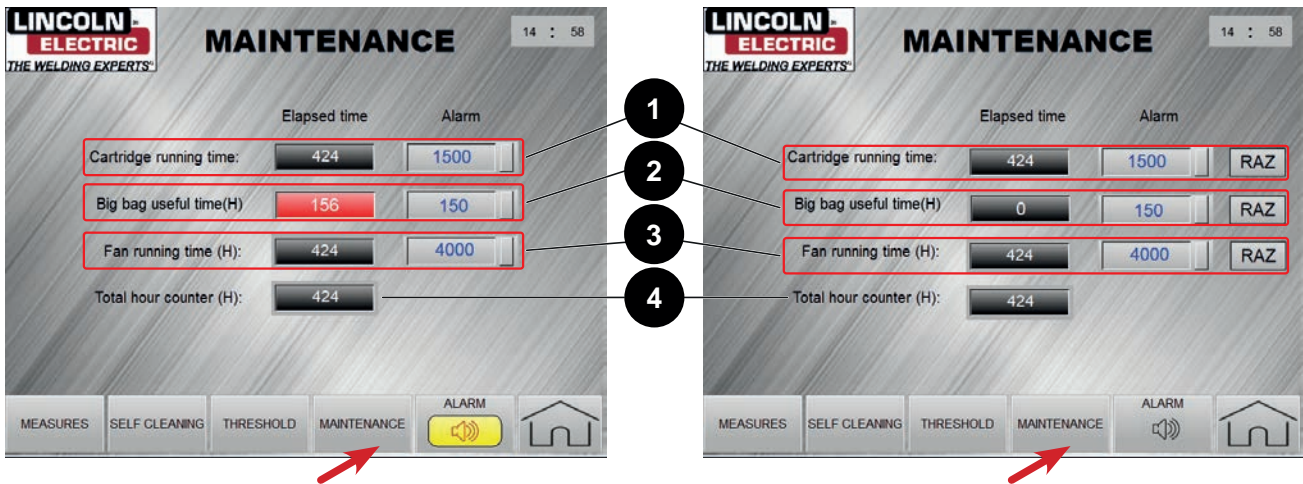 LINCOLN
ELECTRIC
THE WELDING EXPERTS®
MAINTENANCE
14 : 58
Elapsed time Alarm
Cartridge running time: 424 1500
Big bag useful time(H) 156 150
Fan running time (H): 424 4000
Total hour counter (H): 424
MEASURES SELF CLEANING THRESHOLD MAINTENANCE ALARM
1
2
3
4
LINCOLN
ELECTRIC
THE WELDING EXPERTS®
MAINTENANCE
14 : 58
Elapsed time Alarm
Cartridge running time: 424 1500 RAZ
Big bag useful time(H) 0 150 RAZ
Fan running time (H): 424 4000 RAZ
Total hour counter (H): 424
MEASURES SELF CLEANING THRESHOLD MAINTENANCE ALARM